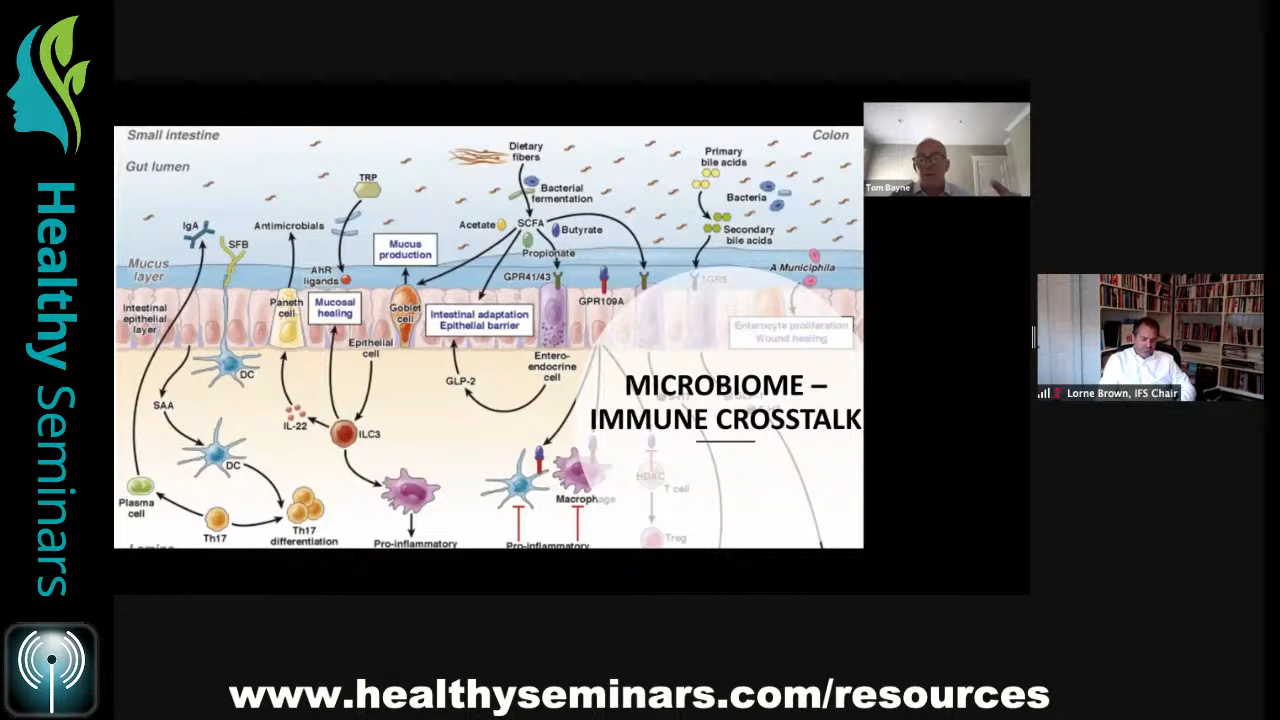 Healthy Seminars
Small intestine
Colon
Gut lumen
Dietary
fibers
Primary
bile acids
TRP
Bacterial
fermentation
Bacteria
IgA
SFB
Antimicrobials
Acetate
SCFA
Butyrate
Secondary
bile acids
Mucus
production
Propionate
Mucus
layer
AhR
ligands
GPR41/43
A Municiphila
GPR109A
Intestinal
epithelial
layer
Paneth
cell
Mucosal
healing
Goblet
cell
Intestinal adaptation
Epithelial barrier
Enterocyte proliferation
Wound healing
Epithelial
cell
DC
Entero-
endocrine
cell
GLP-2
SAA
IL-22
ILC3
MICROBIOME –
IMMUNE CROSSTALK
DC
HDAC
T cell
Plasma
cell
Macrophage
Th17
Th17
differentiation
Treg
Pro-inflammatory
Pro-inflammatory
Tom Bayne
Lorne Brown, IFS Chair
www.healthyseminars.com/resources